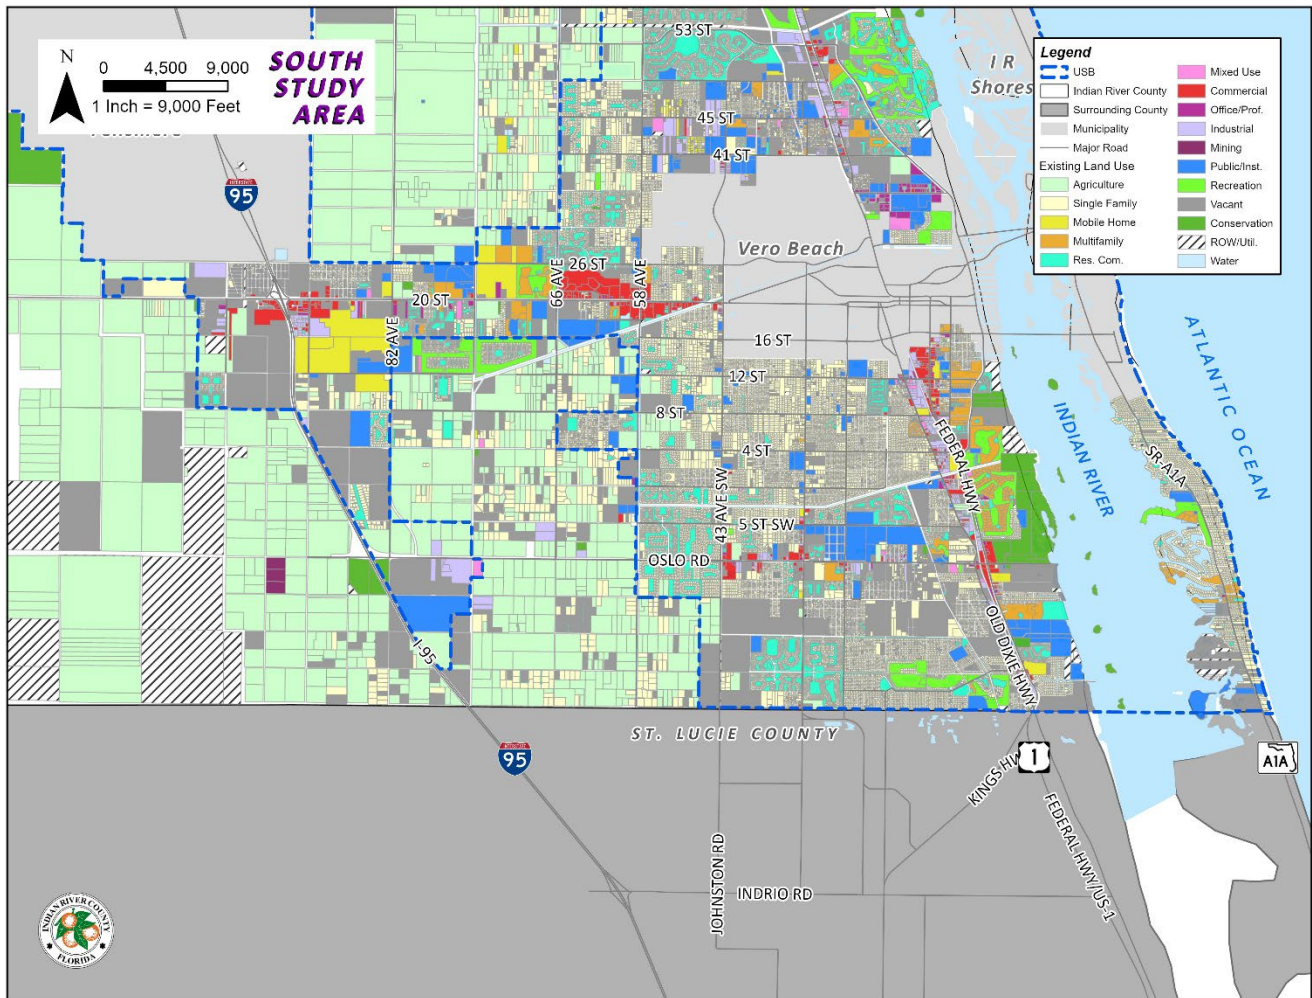 N
0 4,500 9,000
1 Inch = 9,000 Feet
SOUTH
STUDY
AREA
Legend
USB
Indian River County
Surrounding County
Municipality
Major Road
Existing Land Use
Agriculture
Single Family
Mobile Home
Multifamily
Res. Com.
Mixed Use
Commercial
Office/Prof.
Industrial
Mining
Public/Inst.
Recreation
Vacant
Conservation
ROW/Util.
Water
53 ST
I R
Shores
45 ST
41 ST
INTERSTATE
95
Vero Beach
26 ST
66 AVE
58 AVE
20 ST
82 AVE
16 ST
12 ST
8 ST
4 ST
43 AVE SW
5 ST SW
OSLO RD
FEDERAL HWY
OLD DIXIE HWY
INDIAN RIVER
SR A1A
ATLANTIC OCEAN
I-95
ST. LUCIE COUNTY
INTERSTATE
95
1
A1A
KINGS HW
FEDERAL HWY/US-1
JOHNSTON RD
INDRIO RD
INDIAN RIVER COUNTY
FLORIDA